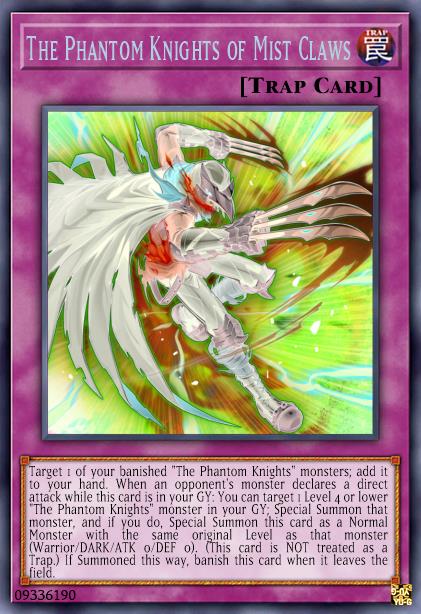 The Phantom Knights of Mist Claws
TRAP
罠
[Trap Card]
Target 1 of your banished "The Phantom Knights" monsters; add it
to your hand. When an opponent's monster declares a direct
attack while this card is in your GY: You can target 1 Level 4 or lower
"The Phantom Knights" monster in your GY; Special Summon that
monster, and if you do, Special Summon this card as a Normal
Monster with the same original Level as that monster
(Warrior/DARK/ATK 0/DEF 0). (This card is NOT treated as a
Trap.) If Summoned this way, banish this card when it leaves the
field.
09336190